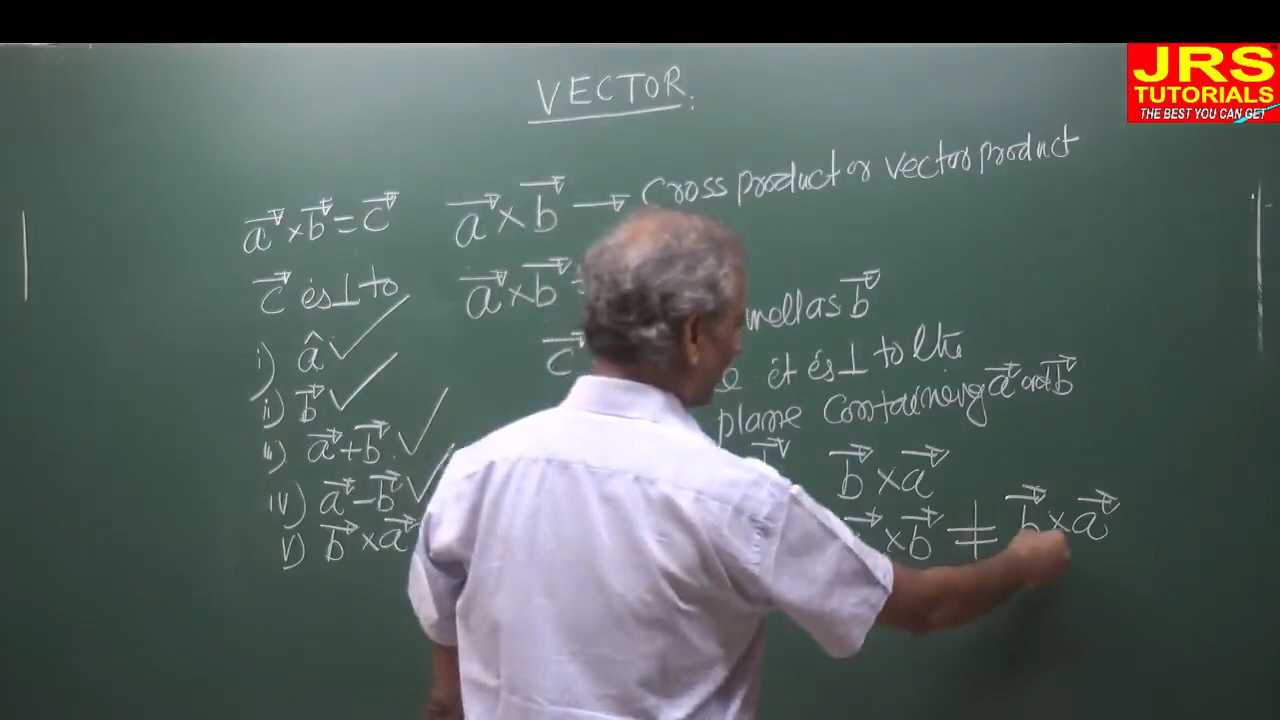 JRS
TUTORIALS
THE BEST YOU CAN GET
VECTOR
a⃗ × b⃗ = c⃗
c⃗ is ⊥ to
i) â ✓
ii) b⃗ ✓
iii) a⃗ + b⃗ ✓
iv) a⃗ − b⃗ ✓
v) b⃗ × a⃗
a⃗ × b⃗ → Cross product or vector product
a⃗ × b⃗ =
c⃗ well as b⃗
it is ⊥ to the
plane containing a⃗ and b⃗
b⃗ × a⃗
× b⃗ ≠ b⃗ × a⃗